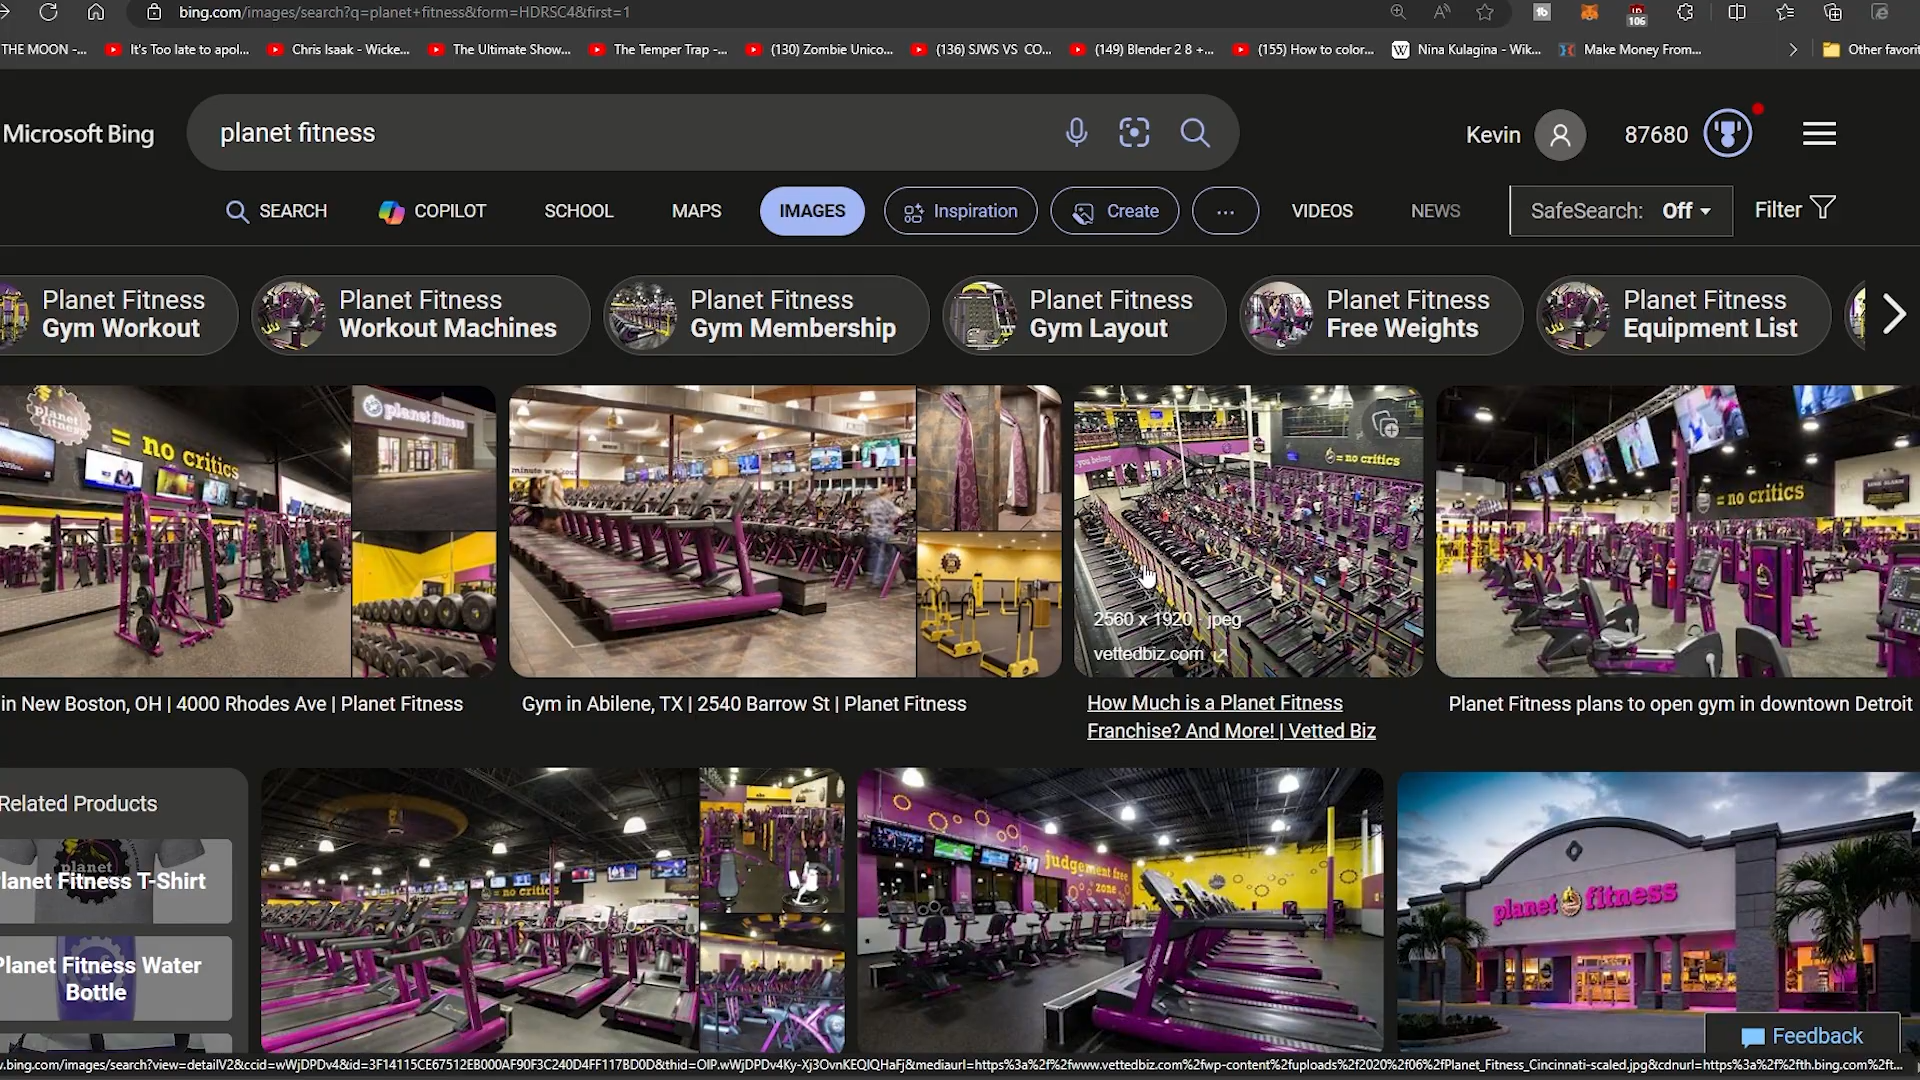 bing.com/images/search?q=planet+fitness&form=HDRSC4&first=1
106
THE MOON -...
It's Too late to apol...
Chris Isaak - Wicke...
The Ultimate Show...
The Temper Trap -...
(130) Zombie Unico...
(136) SJWS VS CO...
(149) Blender 2 8 +...
(155) How to color...
Nina Kulagina - Wik...
Make Money From...
Other favorit
Microsoft Bing
planet fitness
Kevin
87680
SEARCH
COPILOT
SCHOOL
MAPS
IMAGES
Inspiration
Create
...
VIDEOS
NEWS
SafeSearch: Off
Filter
Planet Fitness
Gym Workout
Planet Fitness
Workout Machines
Planet Fitness
Gym Membership
Planet Fitness
Gym Layout
Planet Fitness
Free Weights
Planet Fitness
Equipment List
planet fitness
= no critics
planet fitness
you belong
= no critics
2560 x 1920 · jpeg
vettedbiz.com
= no critics
in New Boston, OH | 4000 Rhodes Ave | Planet Fitness
Gym in Abilene, TX | 2540 Barrow St | Planet Fitness
How Much is a Planet Fitness
Franchise? And More! | Vetted Biz
Planet Fitness plans to open gym in downtown Detroit
Related Products
planet
lanet Fitness T-Shirt
Planet Fitness Water
Bottle
= no critics
judgement free
zone
planet fitness
Feedback
.bing.com/images/search?view=detailV2&ccid=wWjDPDv4&id=3F14115CE67512EB000AF90F3C240D4FF117BD0D&thid=OIP.wWjDPDv4Ky-Xj3OvnKEQIQHaFj&mediaurl=https%3a%2f%2fwww.vettedbiz.com%2fwp-content%2fuploads%2f2020%2f06%2fPlanet_Fitness_Cincinnati-scaled.jpg&cdnurl=https%3a%2f%2fth.bing.com%2f...